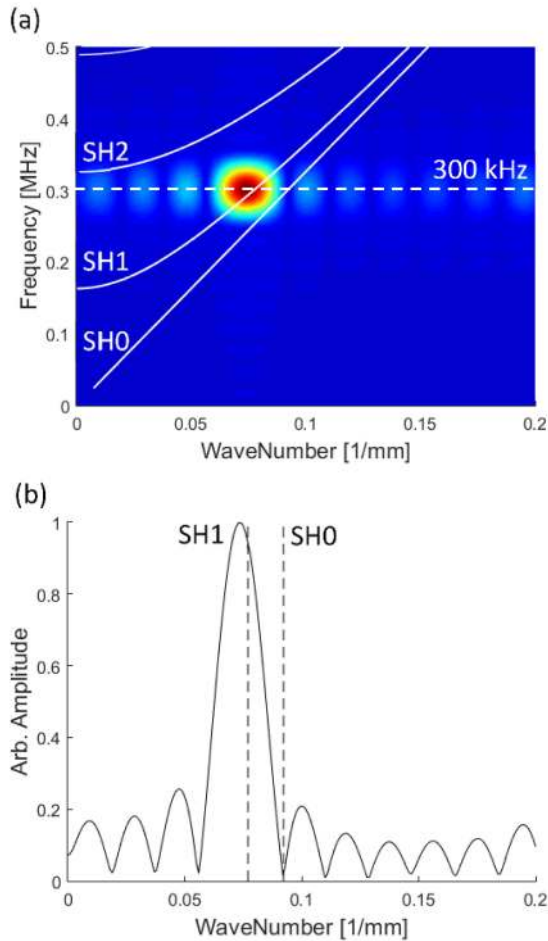 (a)
0.5
0.4
0.3
0.2
0.1
0
Frequency [MHz]
SH2
300 kHz
SH1
SH0
0
0.05
0.1
0.15
0.2
WaveNumber [1/mm]
(b)
1
0.8
0.6
0.4
0.2
0
Arb. Amplitude
SH1
SH0
0
0.05
0.1
0.15
0.2
WaveNumber [1/mm]